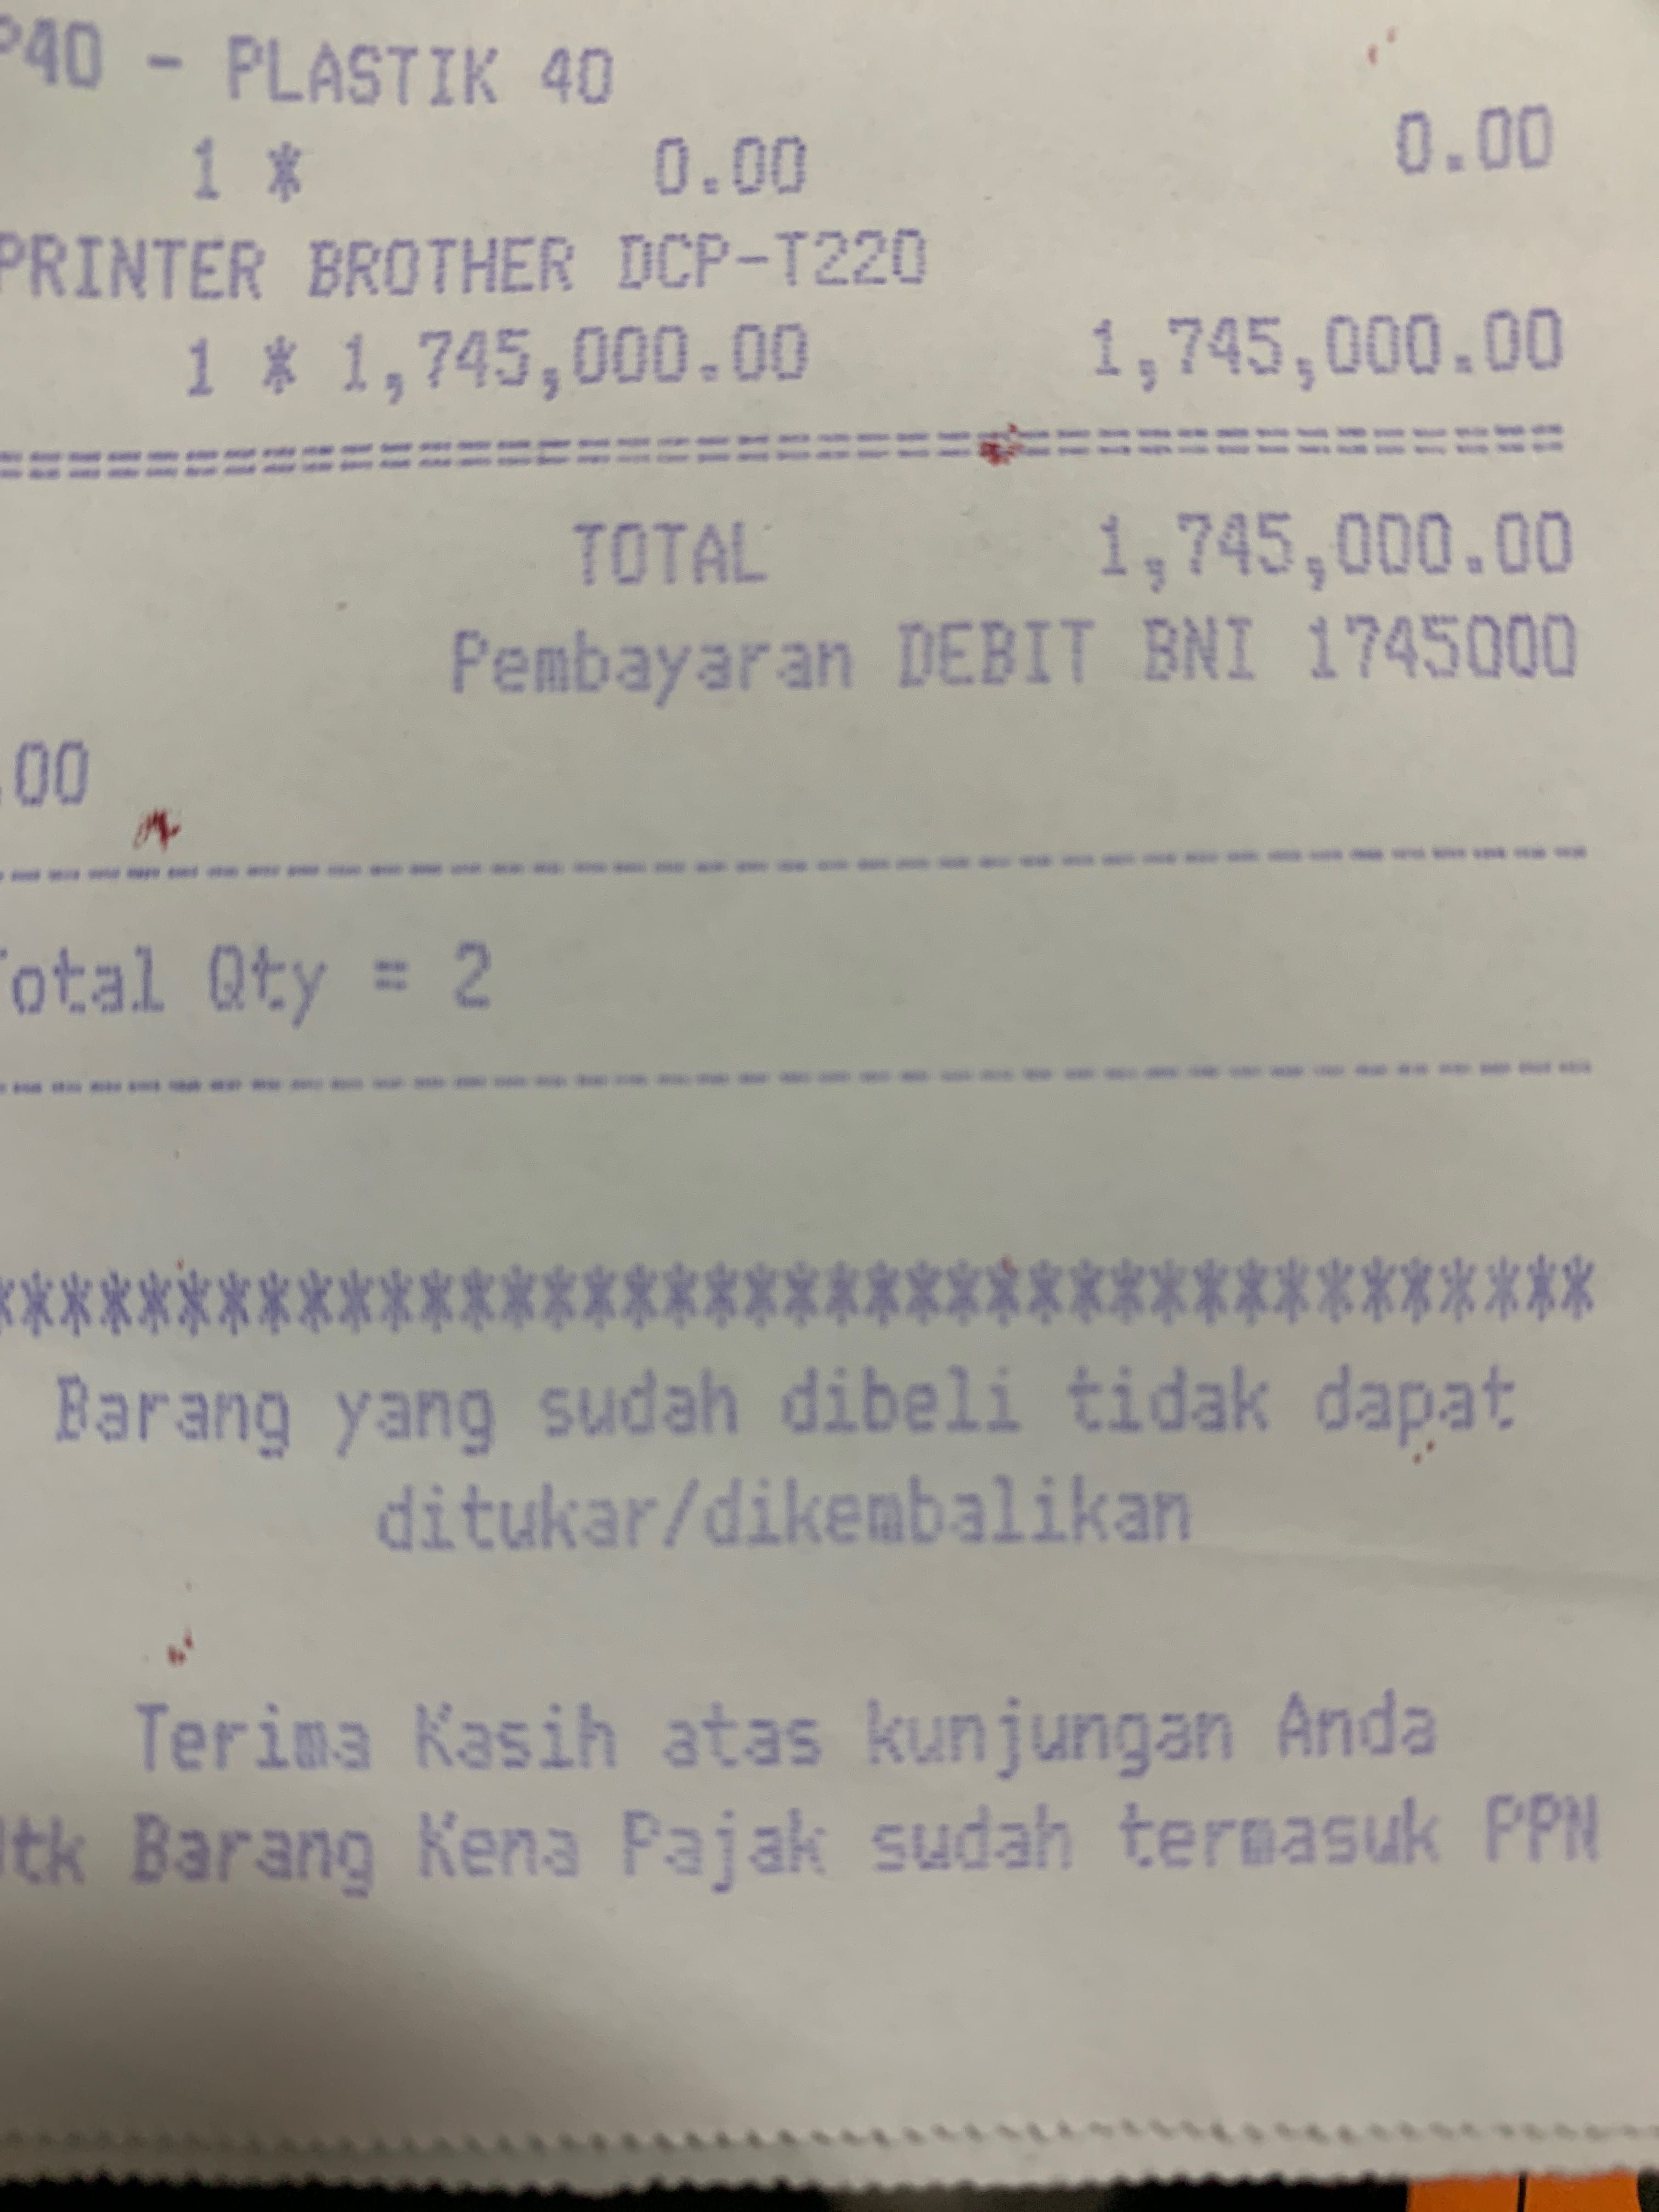 P40 - PLASTIK 40
1 * 0.00 0.00
PRINTER BROTHER DCP-T220
1 * 1,745,000.00 1,745,000.00
TOTAL 1,745,000.00
Pembayaran DEBIT BNI 1745000
.00
Total Qty = 2
****************************************
Barang yang sudah dibeli tidak dapat
ditukar/dikembalikan
Terima Kasih atas kunjungan Anda
Utk Barang Kena Pajak sudah termasuk PPN